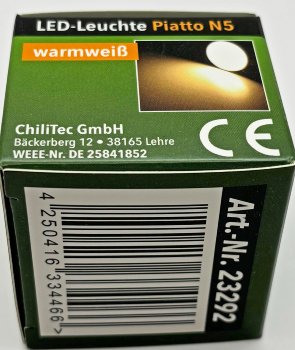 LED-Leuchte Piatto N5
warmweiß
ChiliTec GmbH
Bäckerberg 12 • 38165 Lehre
WEEE-Nr. DE 25841852
CE
4 250416 334466 >
Art.-Nr. 23292